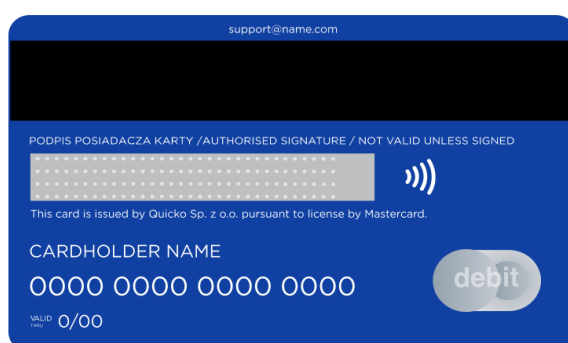 support@name.com
PODPIS POSIADACZA KARTY /AUTHORISED SIGNATURE / NOT VALID UNLESS SIGNED
This card is issued by Quicko Sp. z o.o. pursuant to license by Mastercard.
CARDHOLDER NAME
debit
0000 0000 0000 0000
VALID
THRU
0/00